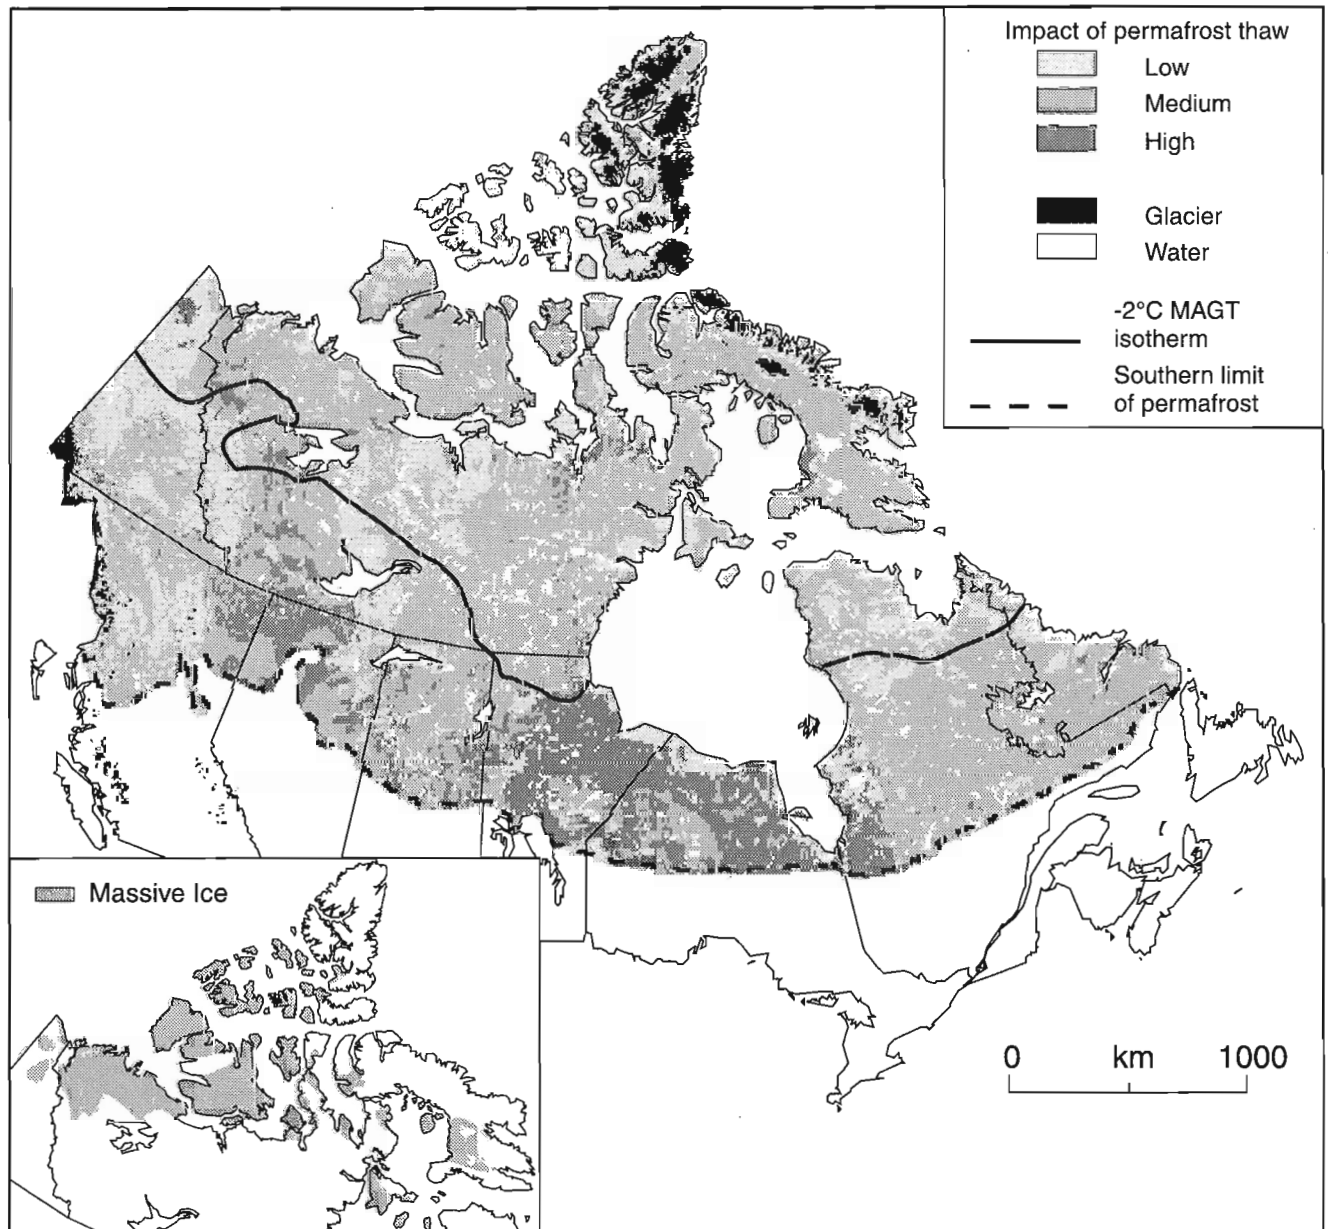 Impact of permafrost thaw
Low
Medium
High
Glacier
Water
-2°C MAGT
isotherm
Southern limit
of permafrost
Massive Ice
0 km 1000